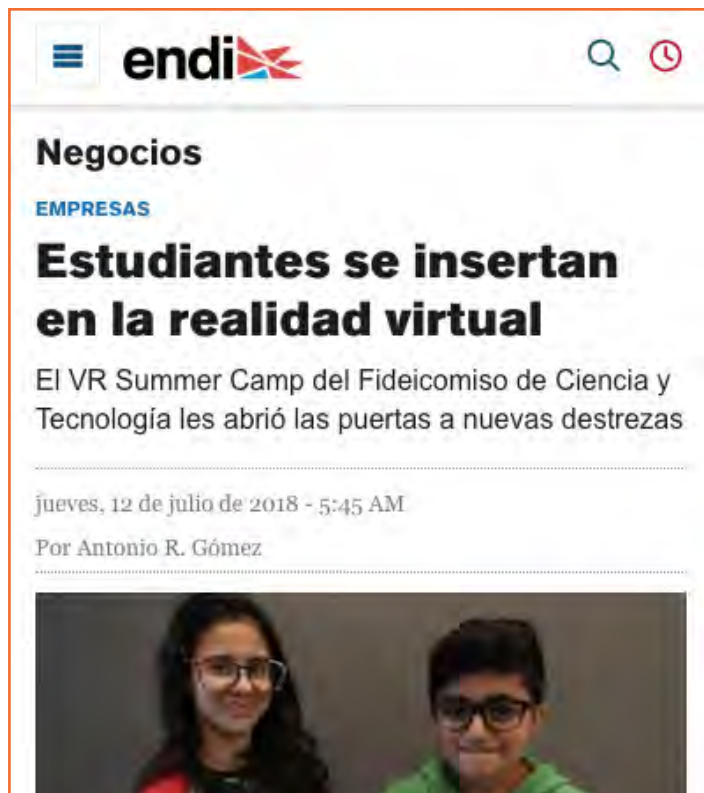 endi
Negocios
EMPRESAS
Estudiantes se insertan
en la realidad virtual
El VR Summer Camp del Fideicomiso de Ciencia y
Tecnología les abrió las puertas a nuevas destrezas
jueves, 12 de julio de 2018 - 5:45 AM
Por Antonio R. Gómez